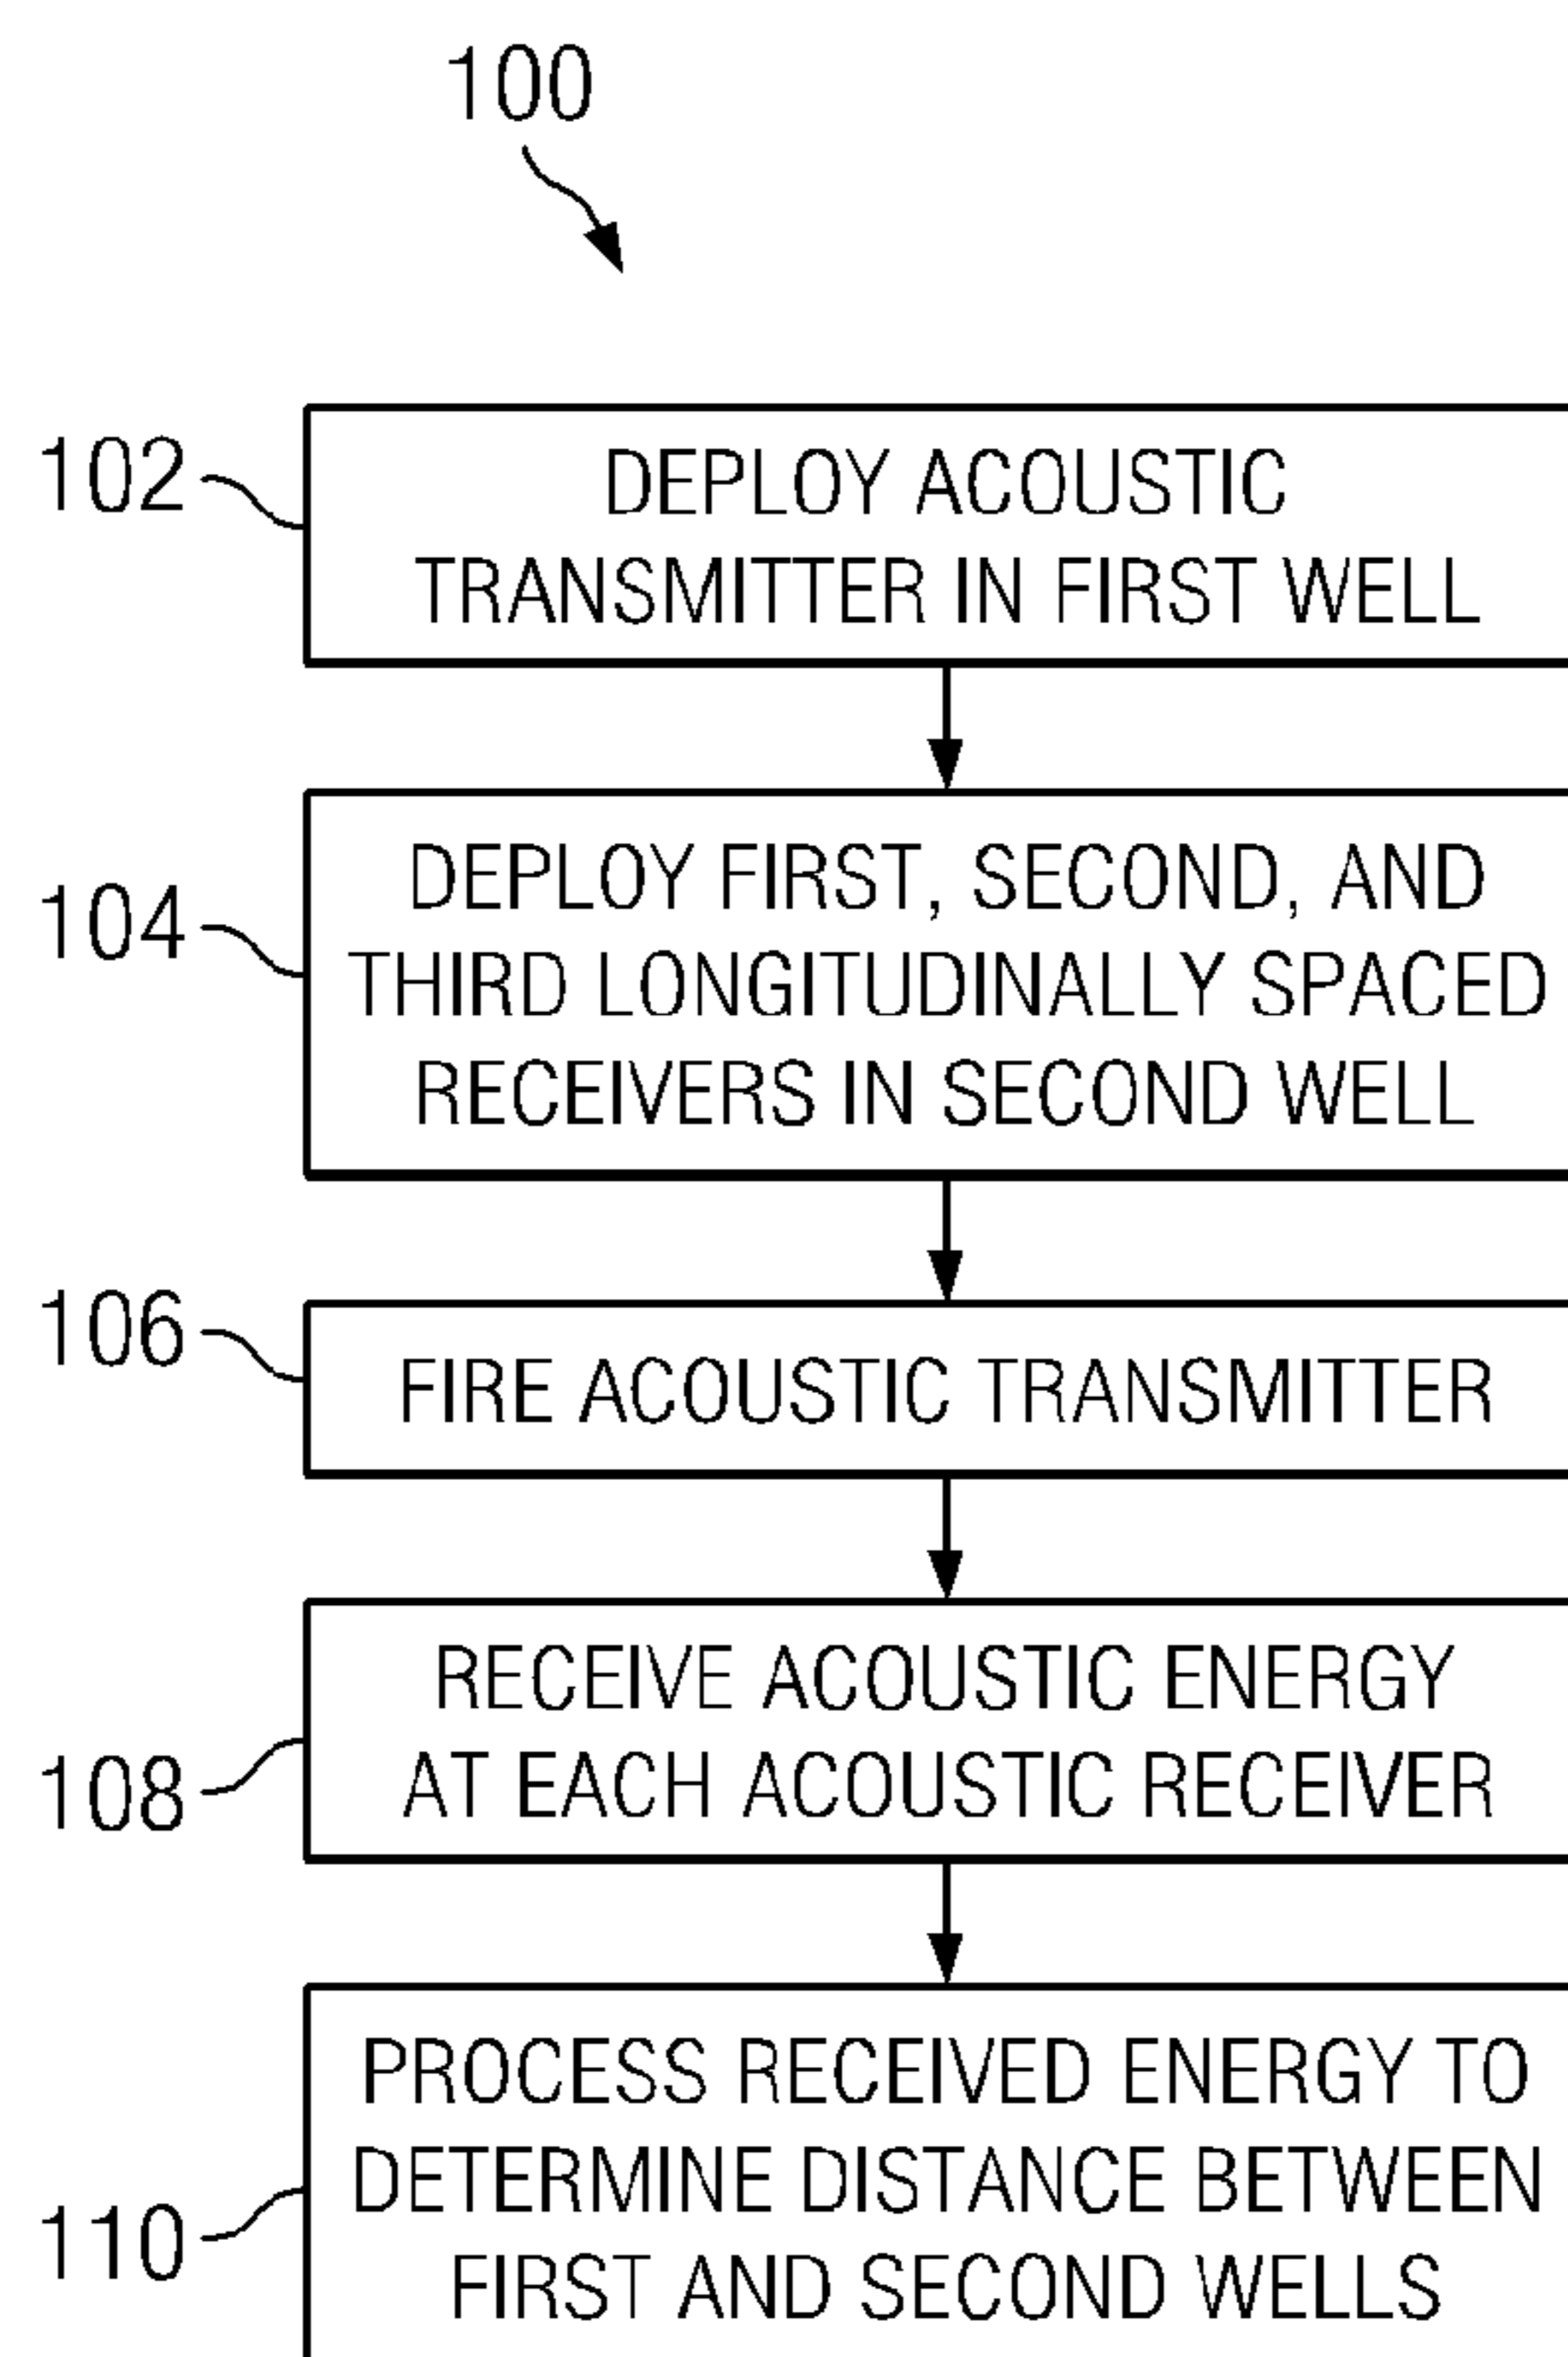 100
102
DEPLOY ACOUSTIC
TRANSMITTER IN FIRST WELL
104
DEPLOY FIRST, SECOND, AND
THIRD LONGITUDINALLY SPACED
RECEIVERS IN SECOND WELL
106
FIRE ACOUSTIC TRANSMITTER
108
RECEIVE ACOUSTIC ENERGY
AT EACH ACOUSTIC RECEIVER
110
PROCESS RECEIVED ENERGY TO
DETERMINE DISTANCE BETWEEN
FIRST AND SECOND WELLS